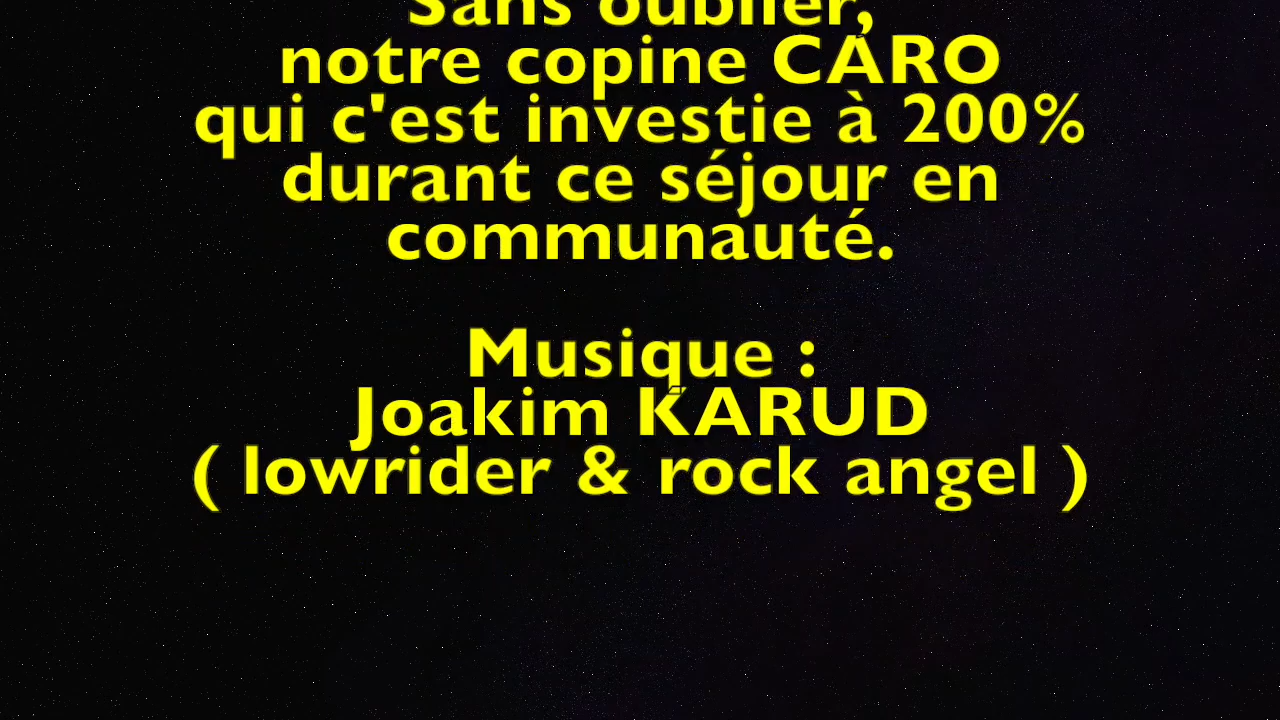 Sans oublier,
notre copine CARO
qui c'est investie à 200%
durant ce séjour en
communauté.
Musique :
Joakim KARUD
( lowrider & rock angel )